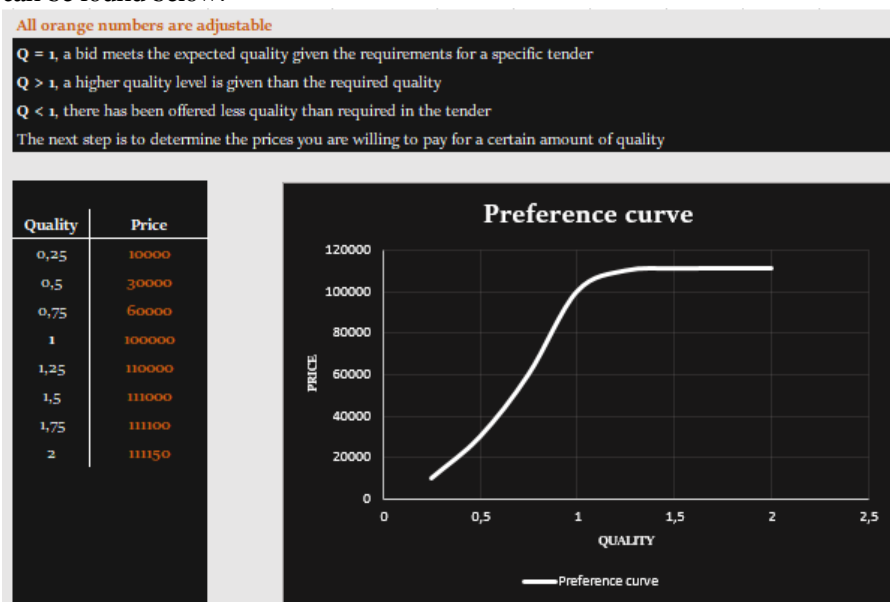 can be found below.
All orange numbers are adjustable
Q = 1, a bid meets the expected quality given the requirements for a specific tender
Q > 1, a higher quality level is given than the required quality
Q < 1, there has been offered less quality than required in the tender
The next step is to determine the prices you are willing to pay for a certain amount of quality
Quality Price
0,25 10000
0,5 30000
0,75 60000
1 100000
1,25 110000
1,5 111000
1,75 111100
2 111150
Preference curve
120000
100000
80000
60000
40000
20000
0
PRICE
0 0,5 1 1,5 2 2,5
QUALITY
Preference curve